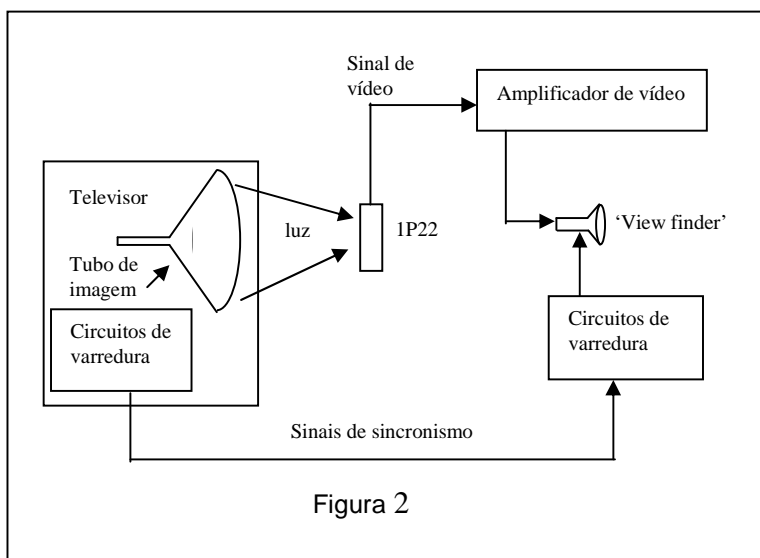 Sinal de
vídeo
Amplificador de vídeo
Televisor
luz
1P22
‘View finder’
Tubo de
imagem
Circuitos de
varredura
Circuitos de
varredura
Sinais de sincronismo
Figura 2